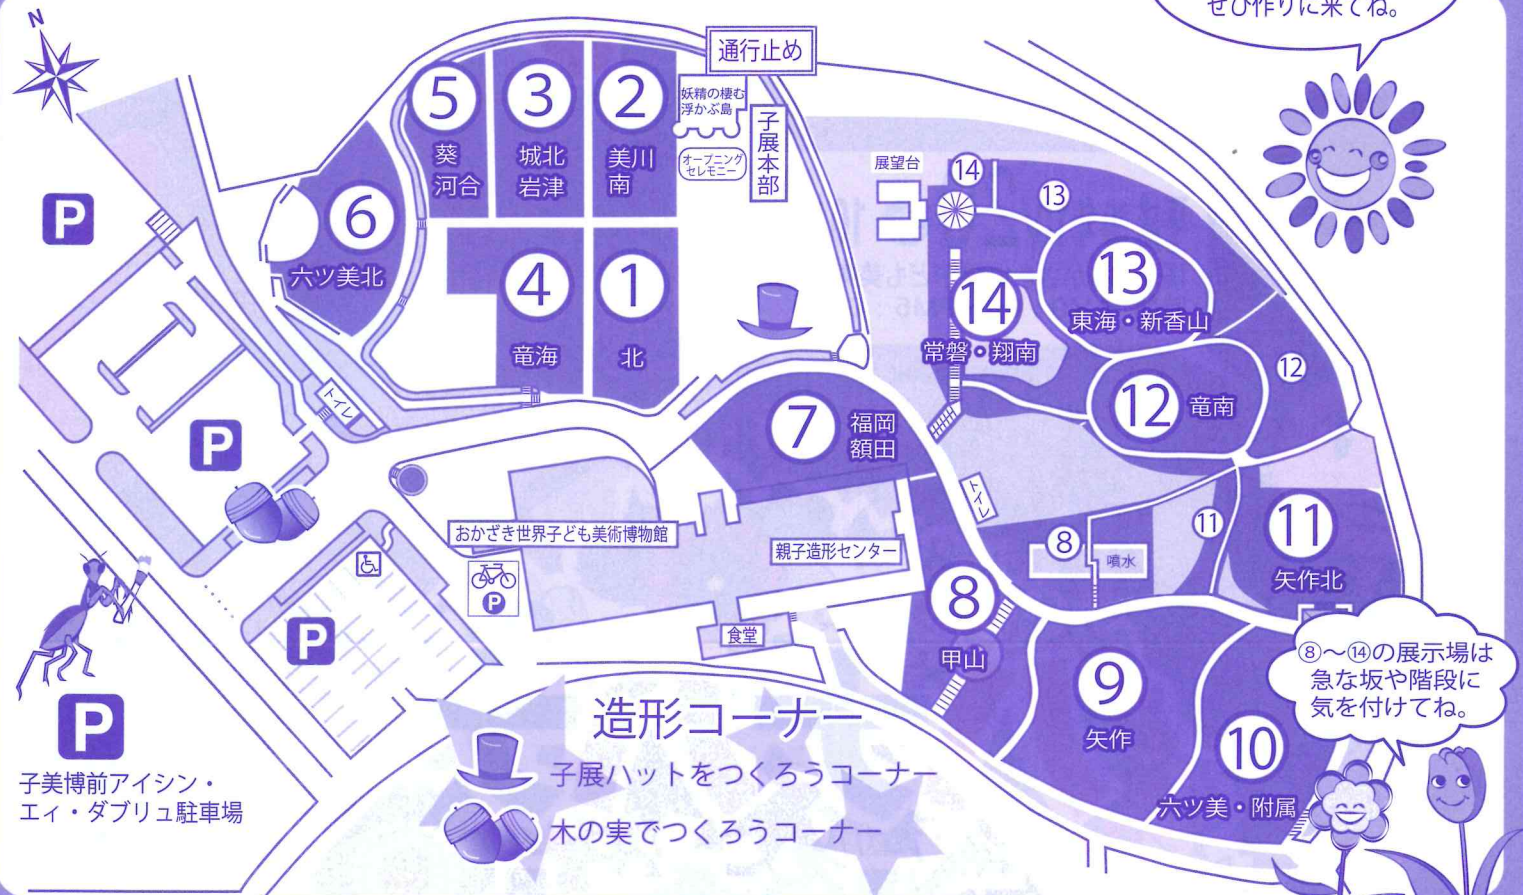 ぜひ作りに来てね。
N
通行止め
妖精の棲む
浮かぶ島
オープニング
セレモニー
子展本部
展望台
5
葵
河合
3
城北
岩津
2
美川
南
6
六ツ美北
4
竜海
1
北
14
13
13
東海・新香山
14
常磐・翔南
12
12
竜南
P
P
トイレ
7
福岡
額田
トイレ
おかざき世界子ども美術博物館
P
親子造形センター
食堂
8
噴水
11
11
矢作北
8
甲山
9
矢作
10
六ツ美・附属
⑧〜⑭の展示場は
急な坂や階段に
気を付けてね。
P
P
子美博前アイシン・
エィ・ダブリュ駐車場
造形コーナー
子展ハットをつくろうコーナー
木の実でつくろうコーナー